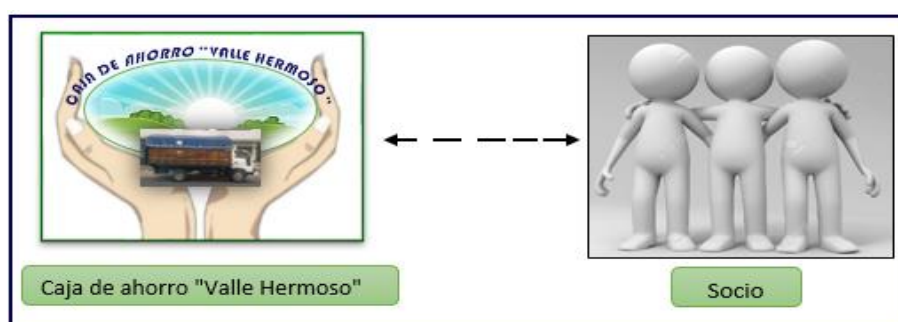 CAJA DE AHORRO "VALLE HERMOSO"
Caja de ahorro "Valle Hermoso"
Socio